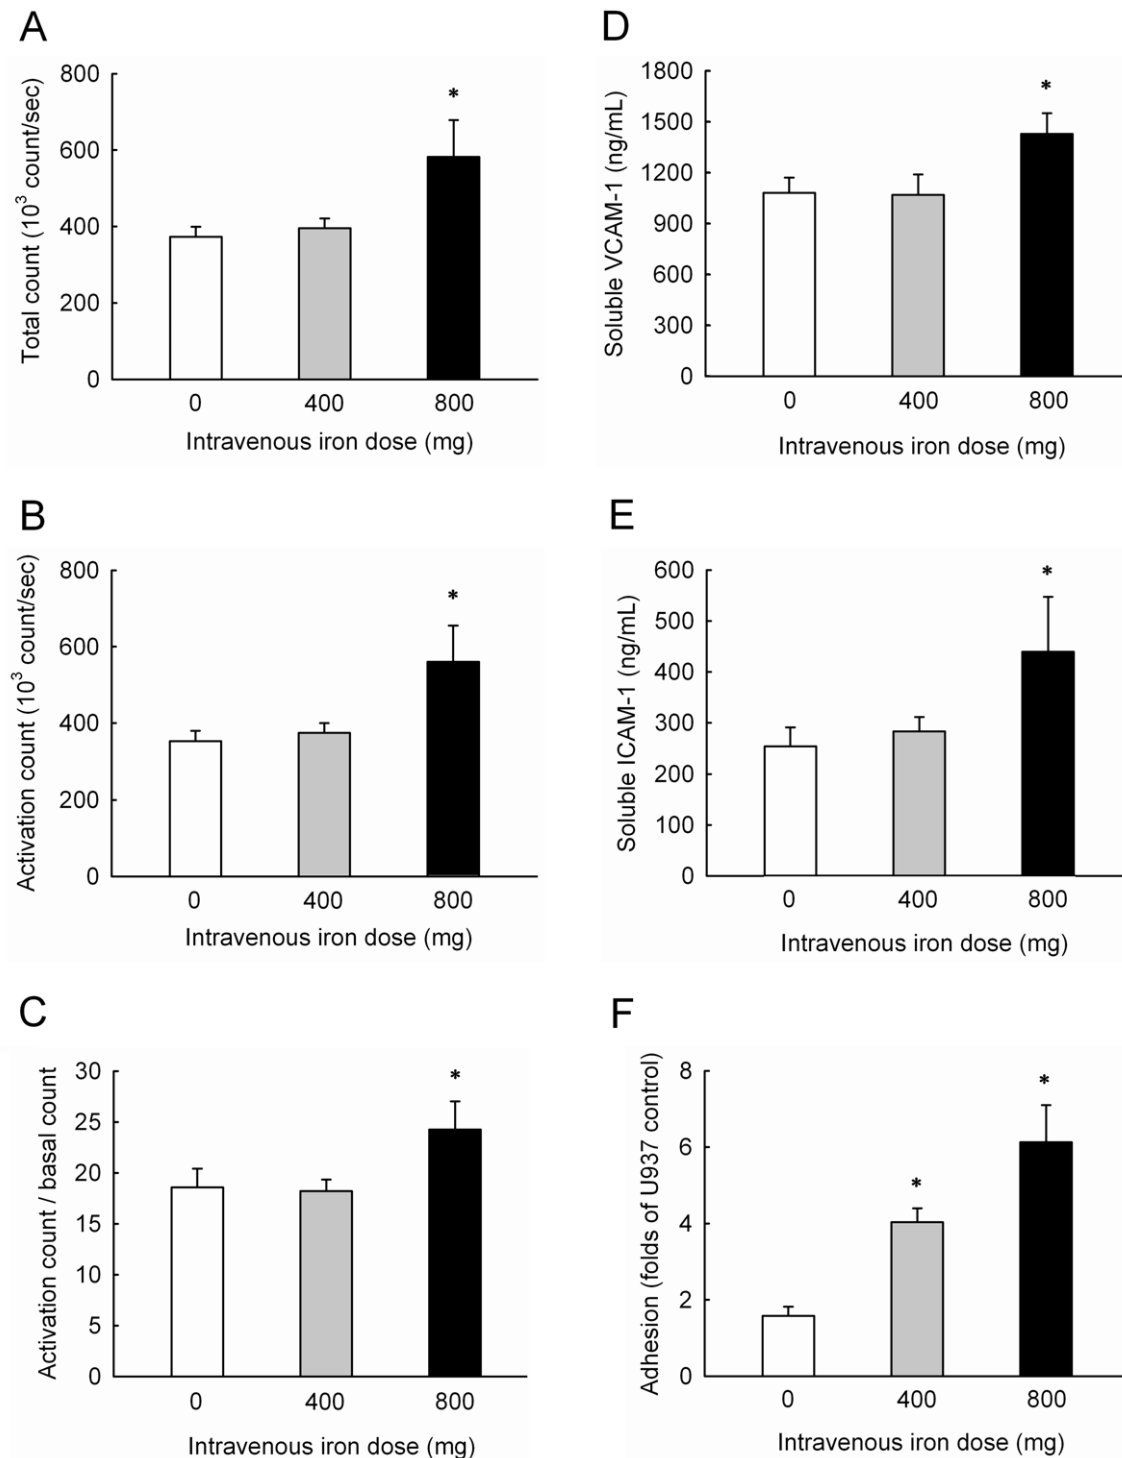 A
Total count (10³ count/sec)
800
*
600
400
200
0
0 400 800
Intravenous iron dose (mg)
B
Activation count (10³ count/sec)
800
*
600
400
200
0
0 400 800
Intravenous iron dose (mg)
C
Activation count / basal count
30
*
25
20
15
10
5
0
0 400 800
Intravenous iron dose (mg)
D
Soluble VCAM-1 (ng/mL)
1800
*
1500
1200
900
600
300
0
0 400 800
Intravenous iron dose (mg)
E
Soluble ICAM-1 (ng/mL)
600
*
500
400
300
200
100
0
0 400 800
Intravenous iron dose (mg)
F
Adhesion (folds of U937 control)
8
*
6
*
4
2
0
0 400 800
Intravenous iron dose (mg)